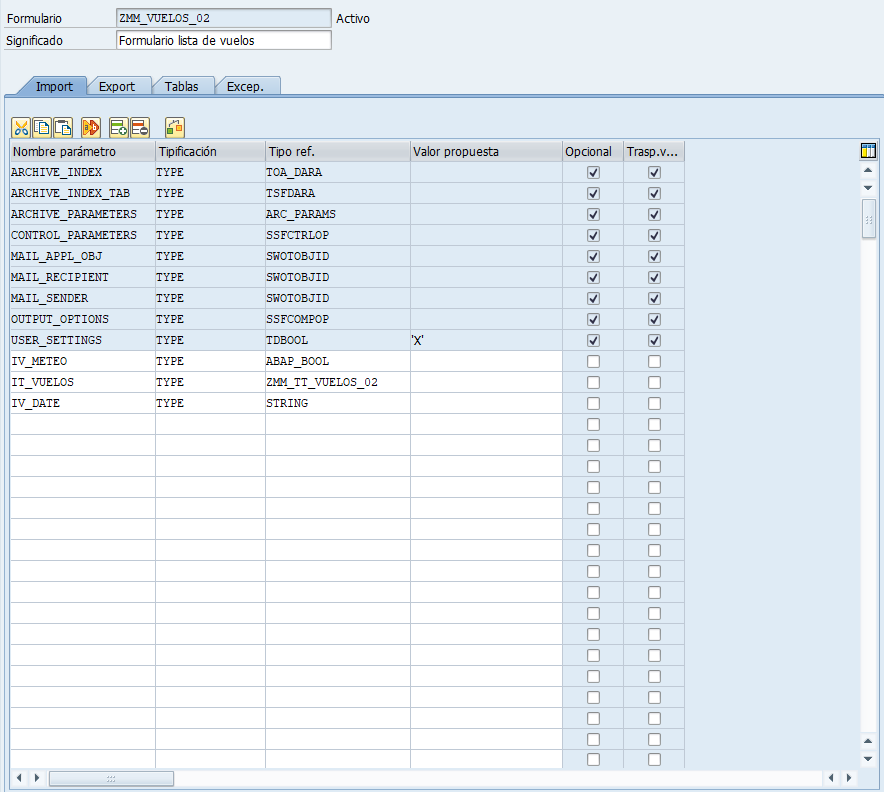 Formulario ZMM_VUELOS_02 Activo
Significado Formulario lista de vuelos
Import Export Tablas Excep.
Nombre parámetro Tipificación Tipo ref. Valor propuesta Opcional Trasp.v...
ARCHIVE_INDEX TYPE TOA_DARA
ARCHIVE_INDEX_TAB TYPE TSFDARA
ARCHIVE_PARAMETERS TYPE ARC_PARAMS
CONTROL_PARAMETERS TYPE SSFCTRLOP
MAIL_APPL_OBJ TYPE SWOTOBJID
MAIL_RECIPIENT TYPE SWOTOBJID
MAIL_SENDER TYPE SWOTOBJID
OUTPUT_OPTIONS TYPE SSFCOMPOP
USER_SETTINGS TYPE TDBOOL 'X'
IV_METEO TYPE ABAP_BOOL
IT_VUELOS TYPE ZMM_TT_VUELOS_02
IV_DATE TYPE STRING